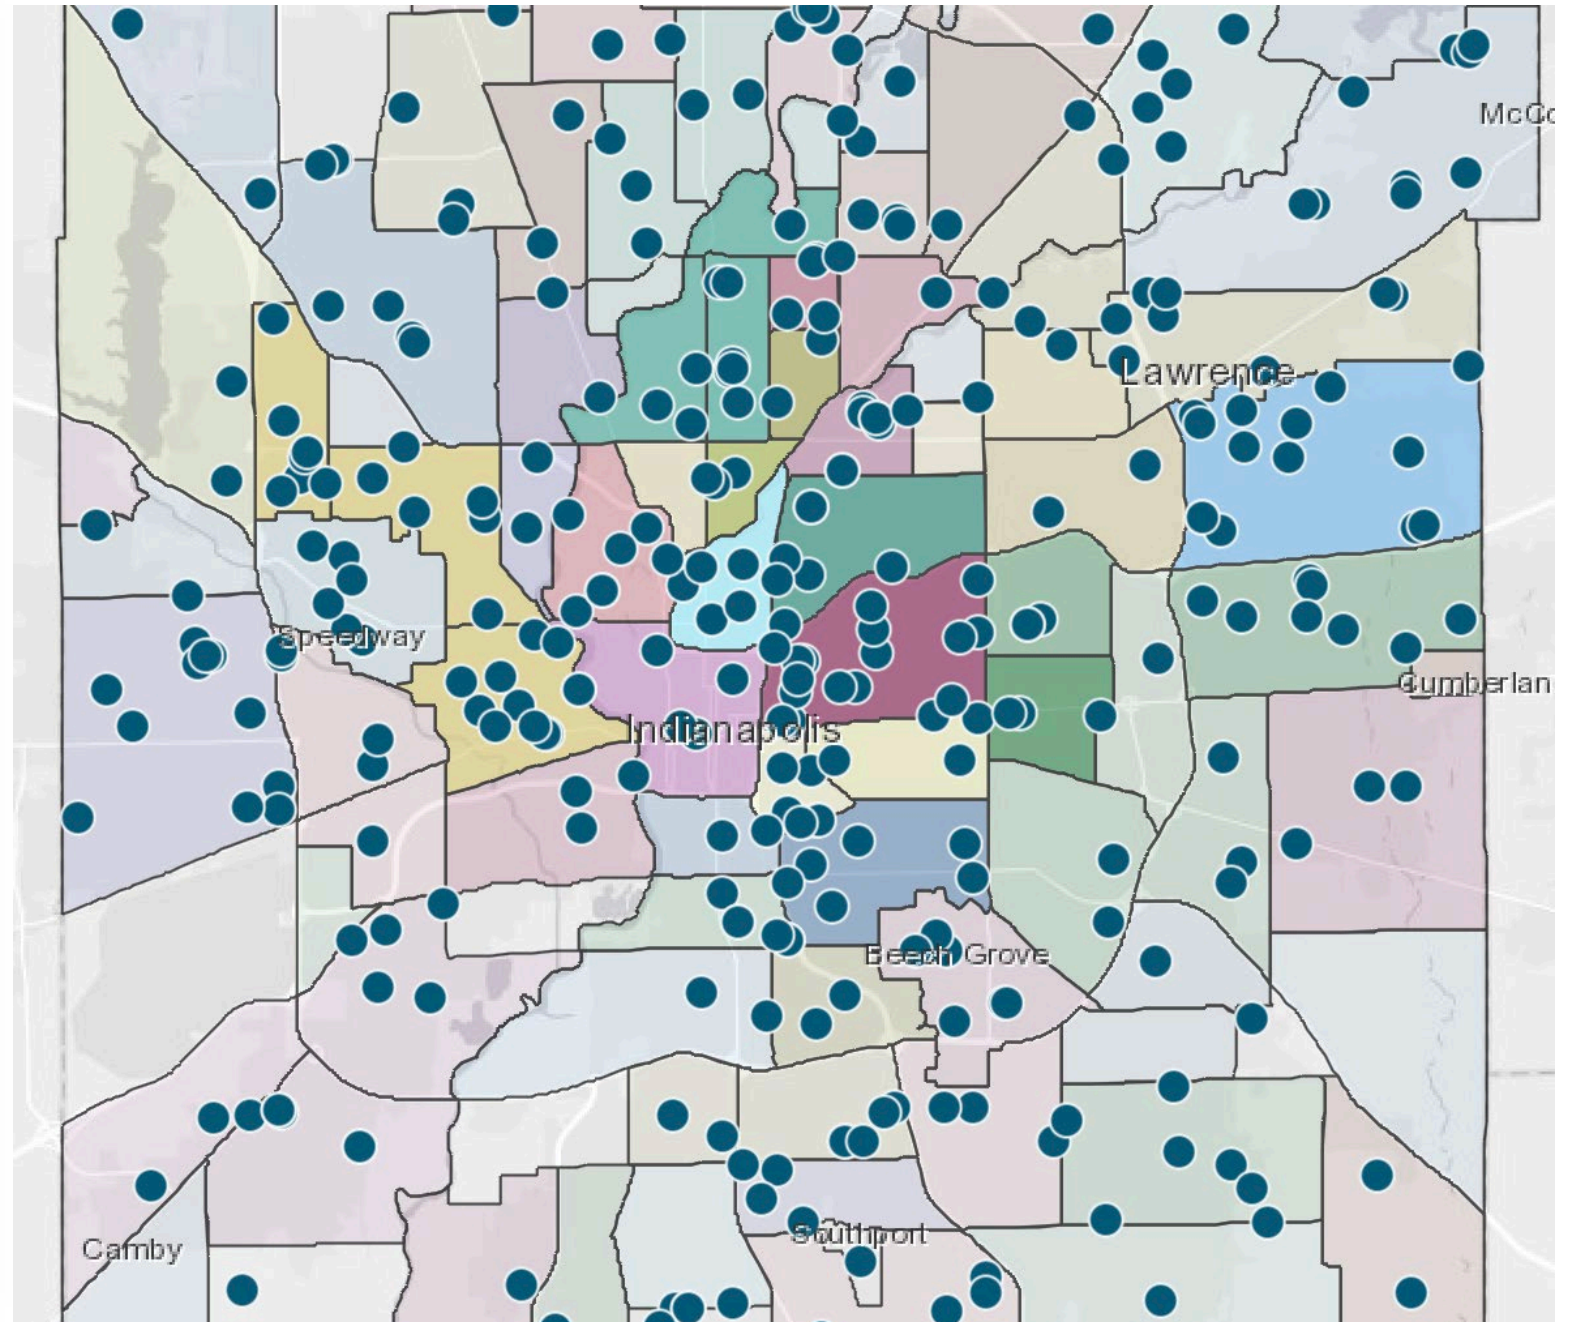 McCo
Lawrence
Speedway
Cumberlan
Indianapolis
Beech Grove
Southport
Camby